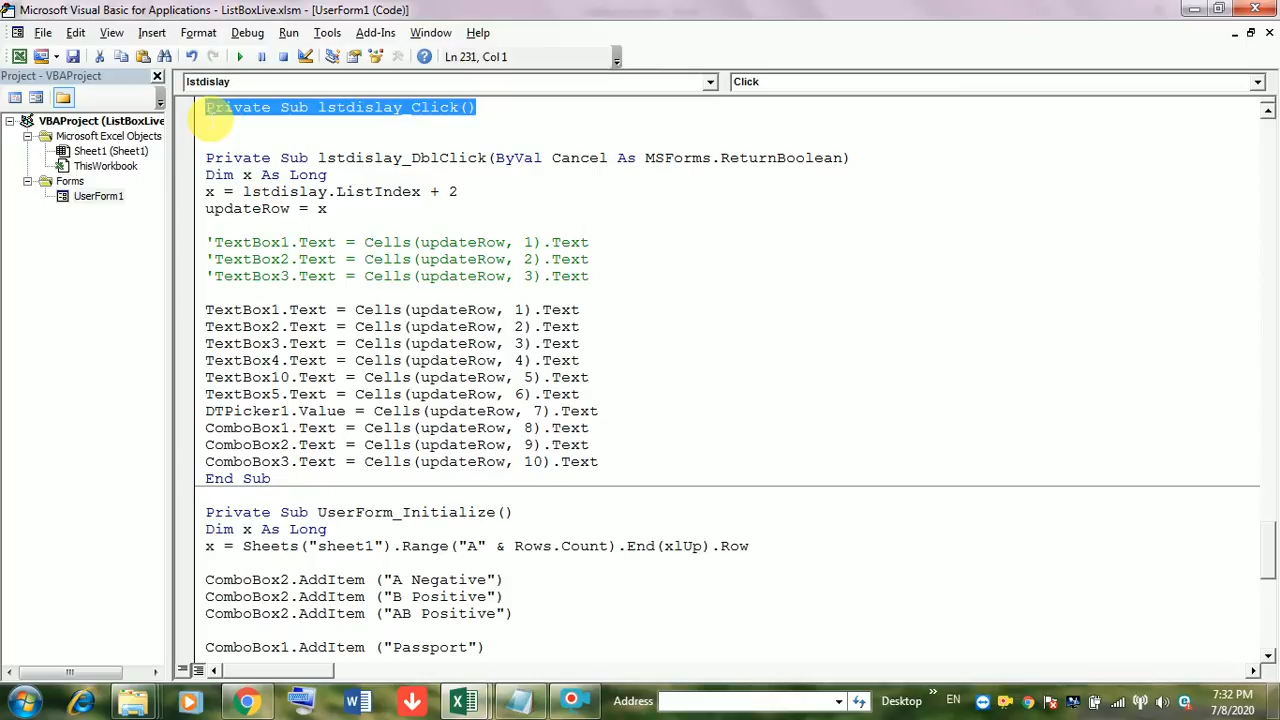 Microsoft Visual Basic for Applications - ListBoxLive.xlsm - [UserForm1 (Code)]
File Edit View Insert Format Debug Run Tools Add-Ins Window Help
Ln 231, Col 1
Project - VBAProject
lstdislay Click
VBAProject (ListBoxLive
Microsoft Excel Objects
Sheet1 (Sheet1)
ThisWorkbook
Forms
UserForm1
Private Sub lstdislay_Click()
Private Sub lstdislay_DblClick(ByVal Cancel As MSForms.ReturnBoolean)
Dim x As Long
x = lstdislay.ListIndex + 2
updateRow = x
'TextBox1.Text = Cells(updateRow, 1).Text
'TextBox2.Text = Cells(updateRow, 2).Text
'TextBox3.Text = Cells(updateRow, 3).Text
TextBox1.Text = Cells(updateRow, 1).Text
TextBox2.Text = Cells(updateRow, 2).Text
TextBox3.Text = Cells(updateRow, 3).Text
TextBox4.Text = Cells(updateRow, 4).Text
TextBox10.Text = Cells(updateRow, 5).Text
TextBox5.Text = Cells(updateRow, 6).Text
DTPicker1.Value = Cells(updateRow, 7).Text
ComboBox1.Text = Cells(updateRow, 8).Text
ComboBox2.Text = Cells(updateRow, 9).Text
ComboBox3.Text = Cells(updateRow, 10).Text
End Sub
Private Sub UserForm_Initialize()
Dim x As Long
x = Sheets("sheet1").Range("A" & Rows.Count).End(xlUp).Row
ComboBox2.AddItem ("A Negative")
ComboBox2.AddItem ("B Positive")
ComboBox2.AddItem ("AB Positive")
ComboBox1.AddItem ("Passport")
Address Desktop » EN 7:32 PM
7/8/2020